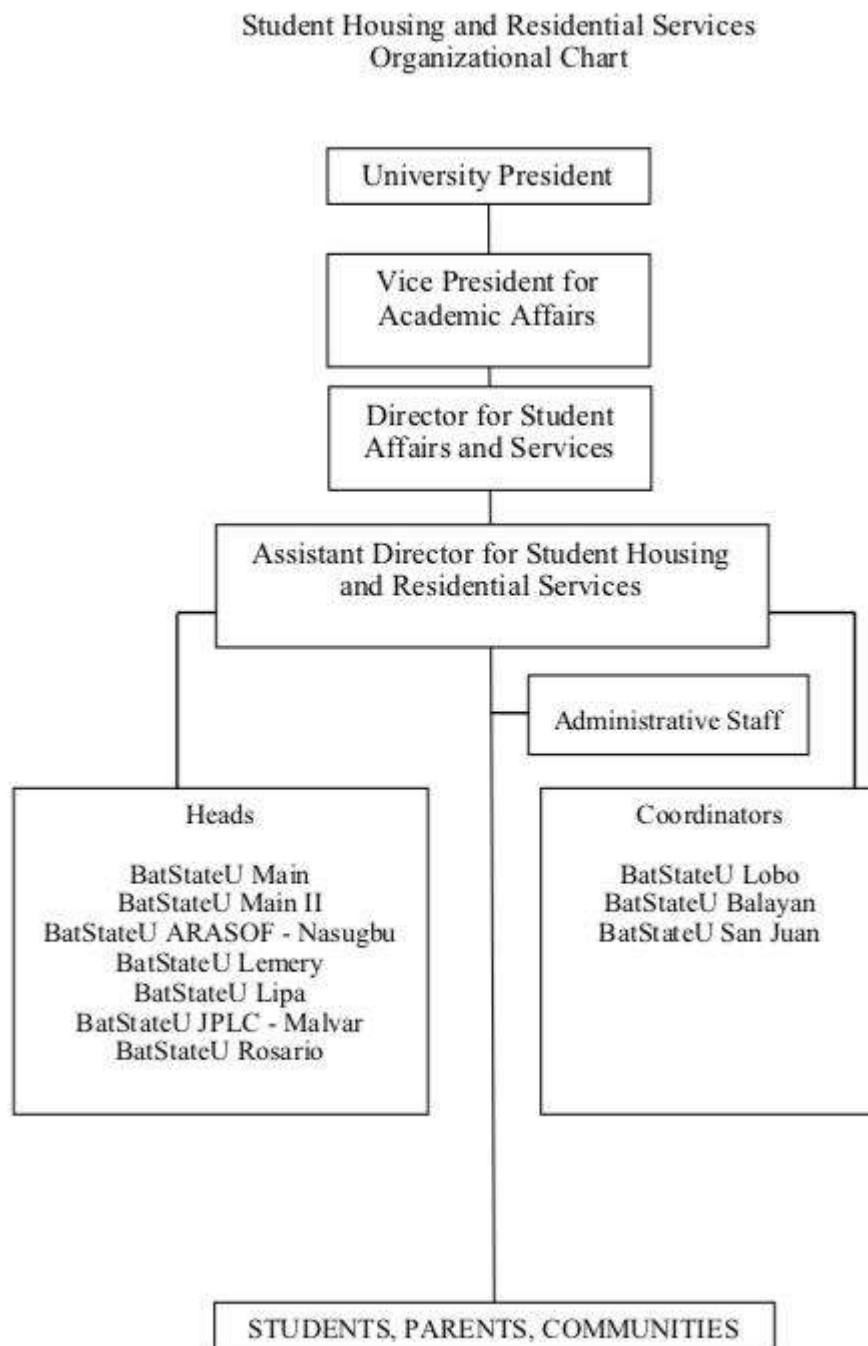 Student Housing and Residential Services
Organizational Chart
University President
Vice President for
Academic Affairs
Director for Student
Affairs and Services
Assistant Director for Student Housing
and Residential Services
Administrative Staff
Heads
BatStateU Main
BatStateU Main II
BatStateU ARASOF - Nasugbu
BatStateU Lemery
BatStateU Lipa
BatStateU JPLC - Malvar
BatStateU Rosario
Coordinators
BatStateU Lobo
BatStateU Balayan
BatStateU San Juan
STUDENTS, PARENTS, COMMUNITIES